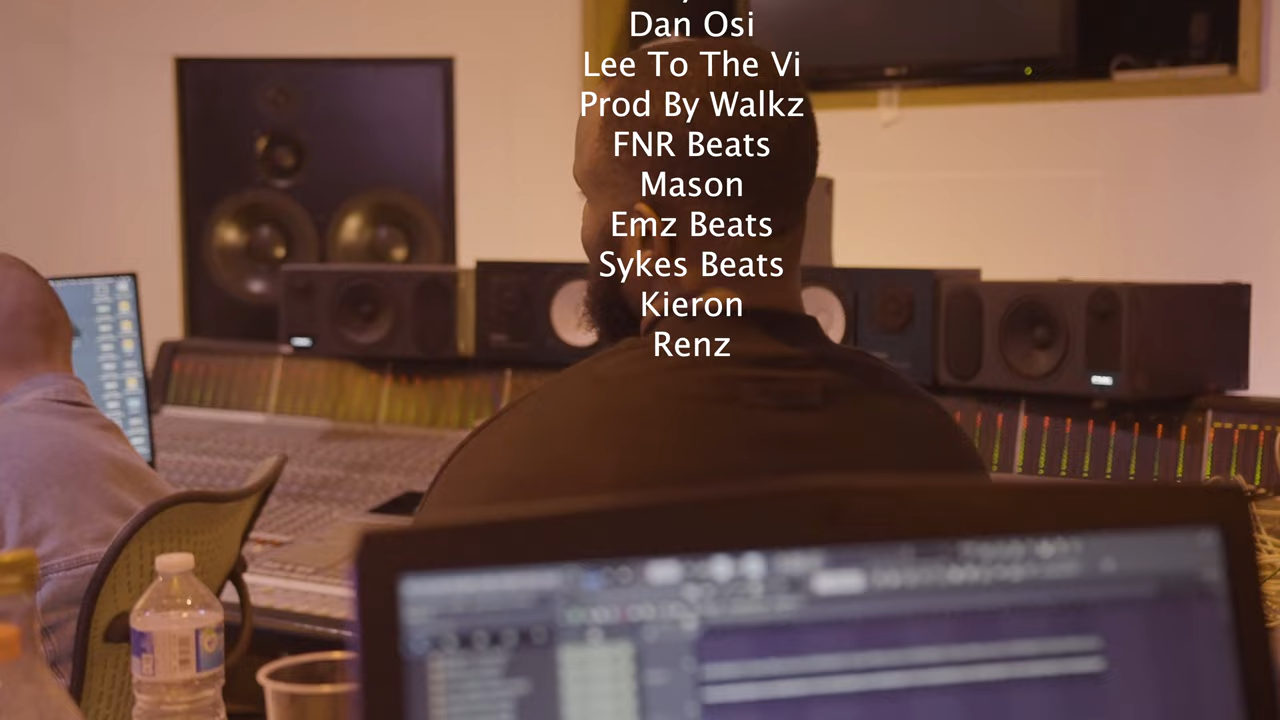 Dan Osi
Lee To The Vi
Prod By Walkz
FNR Beats
Mason
Emz Beats
Sykes Beats
Kieron
Renz